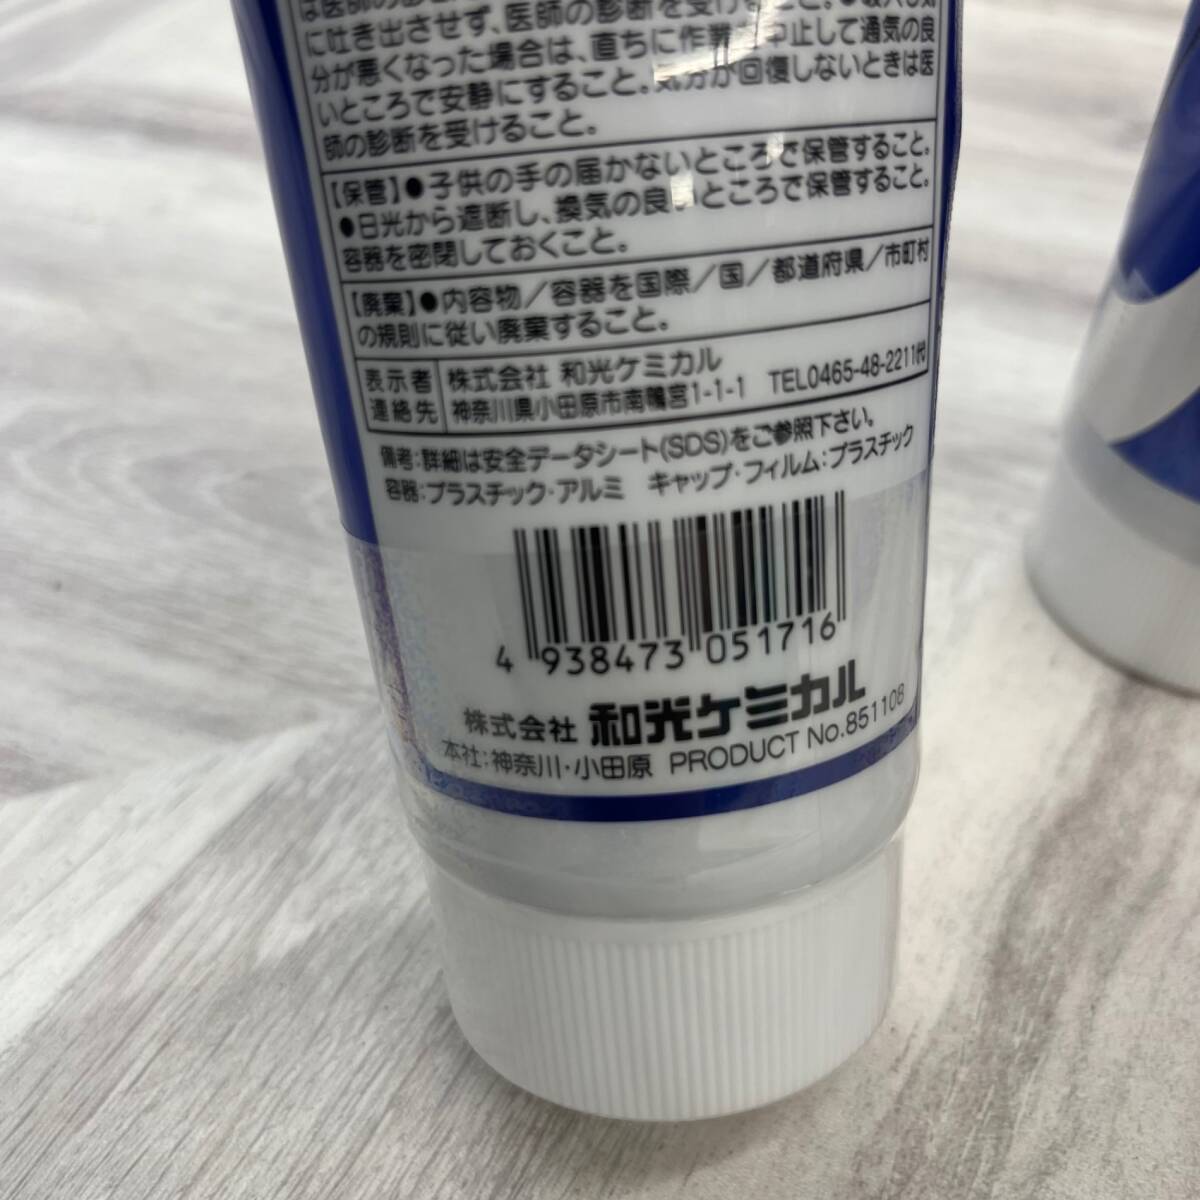 に吐き出させず、医師の診断を受けること。
分が悪くなった場合は、直ちに作業を中止して通気の良
いところで安静にすること。気分が回復しないときは医
師の診断を受けること。
【保管】●子供の手の届かないところで保管すること。
●日光から遮断し、換気の良いところで保管すること。
容器を密閉しておくこと。
【廃棄】●内容物／容器を国際／国／都道府県／市町村
の規則に従い廃棄すること。
表示者 株式会社 和光ケミカル
連絡先 神奈川県小田原市南鴨宮1-1-1 TEL0465-48-2211㈹
備考:詳細は安全データシート(SDS)をご参照下さい。
容器:プラスチック・アルミ キャップ・フィルム:プラスチック
4 938473 051716
株式会社 和光ケミカル
本社:神奈川・小田原 PRODUCT No.851108